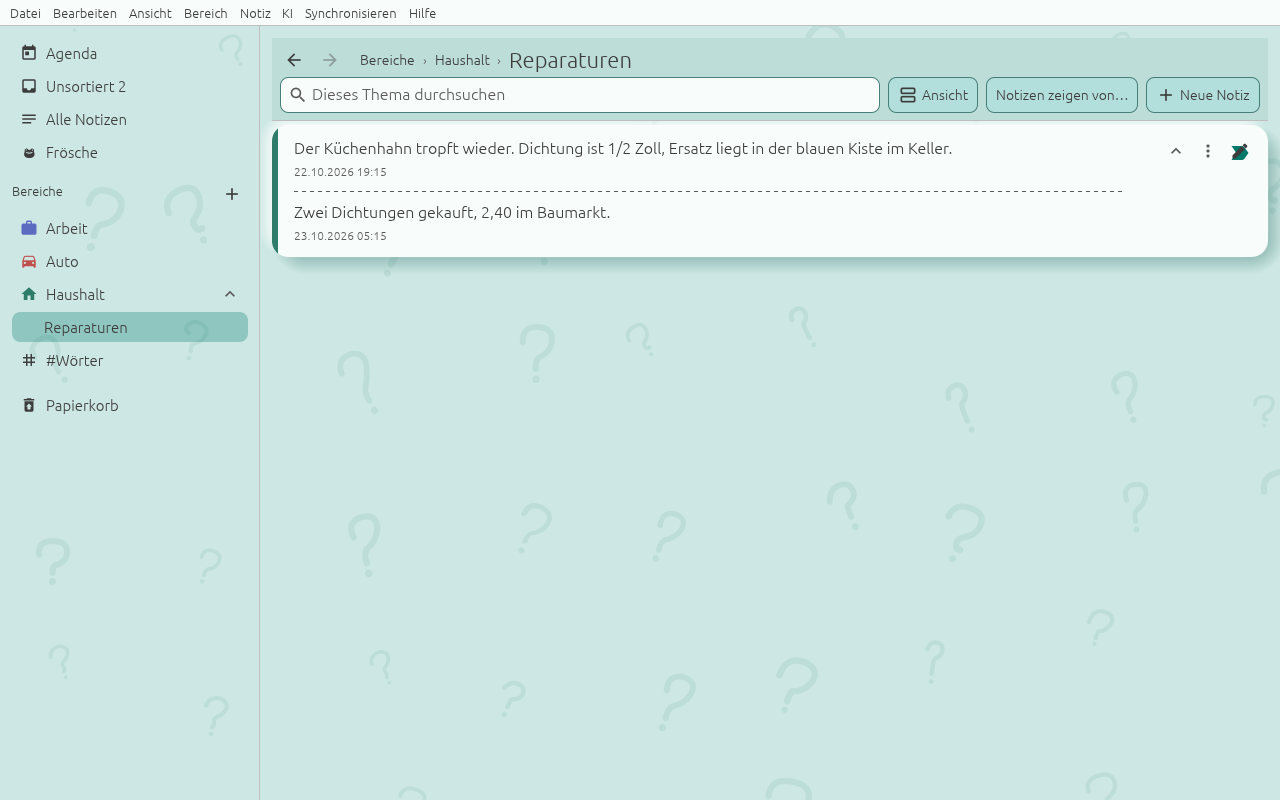 Datei Bearbeiten Ansicht Bereich Notiz KI Synchronisieren Hilfe
Agenda
Unsortiert 2
Alle Notizen
Frösche
Bereiche
Arbeit
Auto
Haushalt
Reparaturen
#Wörter
Papierkorb
Bereiche › Haushalt › Reparaturen
Dieses Thema durchsuchen
Ansicht
Notizen zeigen von...
Neue Notiz
Der Küchenhahn tropft wieder. Dichtung ist 1/2 Zoll, Ersatz liegt in der blauen Kiste im Keller.
22.10.2026 19:15
Zwei Dichtungen gekauft, 2,40 im Baumarkt.
23.10.2026 05:15